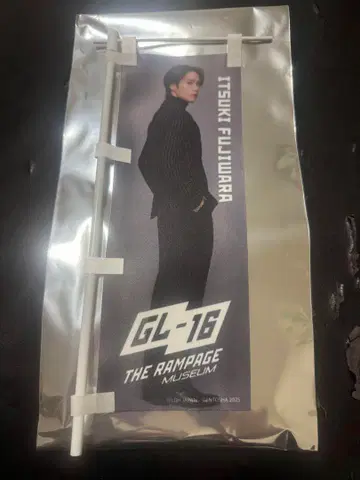 ITSUKI FUJIWARA
GL-16
THE RAMPAGE
MUSEUM